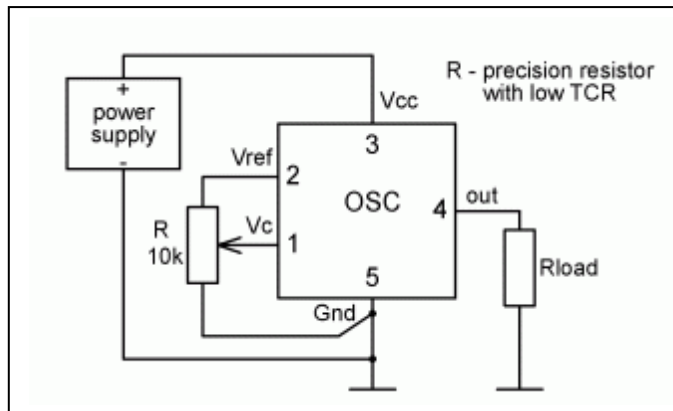 R - precision resistor
with low TCR
+
power
supply
-
Vcc
3
Vref
2
OSC
4
out
R
10k
Vc
1
5
Rload
Gnd